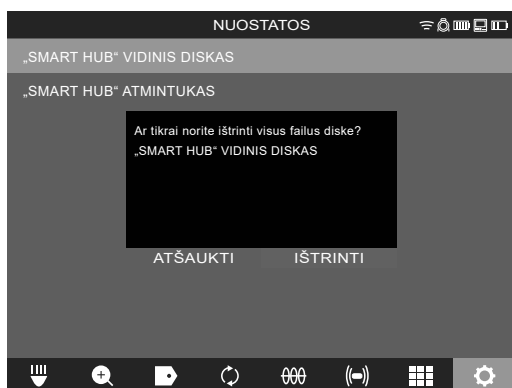 NUOSTATOS
„SMART HUB“ VIDINIS DISKAS
„SMART HUB“ ATMINTUKAS
Ar tikrai norite ištrinti visus failus diske?
„SMART HUB“ VIDINIS DISKAS
ATŠAUKTI IŠTRINTI